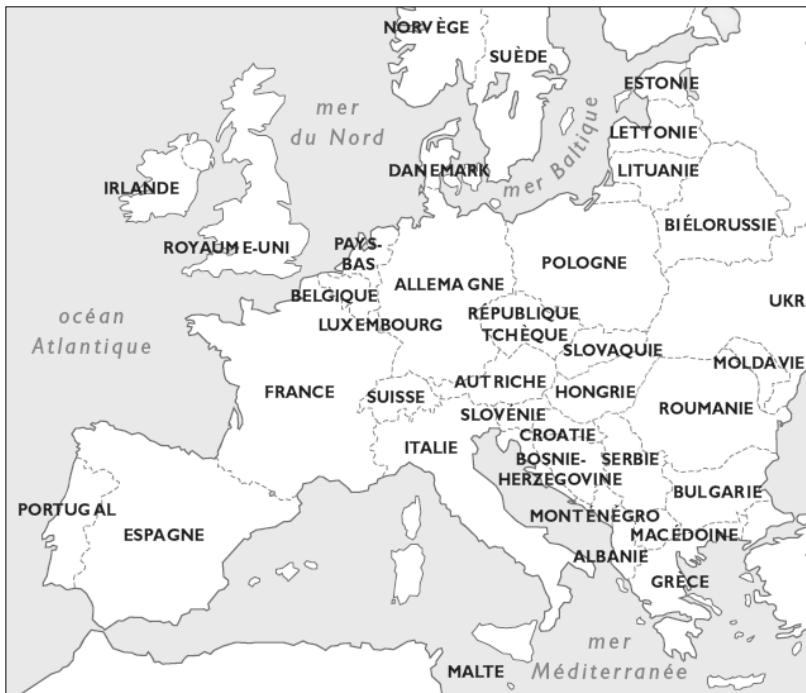 NORVÈGE
SUÈDE
ESTONIE
mer
du Nord
LETTONIE
mer Baltique
DANEMARK
LITUANIE
IRLANDE
BIÉLORUSSIE
ROYAUME-UNI
PAYS-
BAS
POLOGNE
ALLEMAGNE
BELGIQUE
UKR
océan
Atlantique
LUXEMBOURG
RÉPUBLIQUE
TCHÈQUE
SLOVAQUIE
MOLDAVIE
FRANCE
SUISSE
AUTRICHE
HONGRIE
ROUMANIE
SLOVÉNIE
ITALIE
CROATIE
BOSNIE-
HERZEGOVINE
SERBIE
BULGARIE
PORTUGAL
ESPAGNE
MONTÉNÉGRO
MACÉDOINE
ALBANIE
GRÈCE
mer
Méditerranée
MALTE